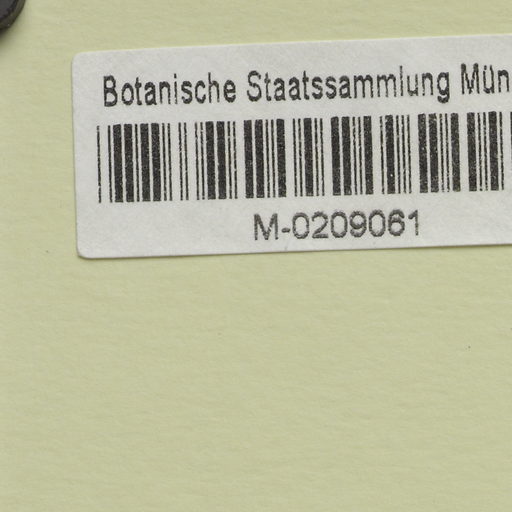 Botanische Staatssammlung Mün
M-0209061